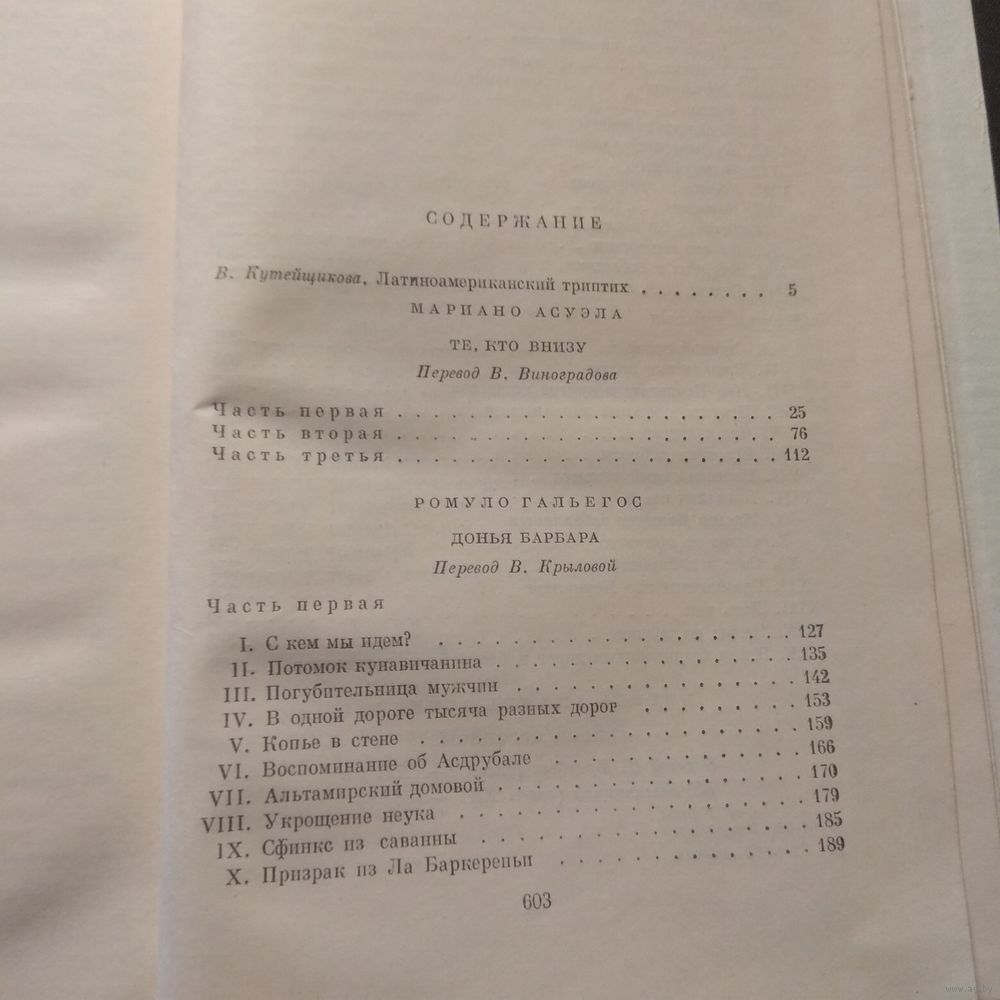 СОДЕРЖАНИЕ
В. Кутейщикова. Латиноамериканский триптих . . . . . . . . 5
МАРИАНО АСУЭЛА
ТЕ, КТО ВНИЗУ
Перевод В. Виноградова
Часть первая . . . . . . . . . . . . . . . . . . . . . 25
Часть вторая . . . . . . . . . . . . . . . . . . . . . 76
Часть третья . . . . . . . . . . . . . . . . . . . . . 112
РОМУЛО ГАЛЬЕГОС
ДОНЬЯ БАРБАРА
Перевод В. Крыловой
Часть первая
I. С кем мы идем? . . . . . . . . . . . . . . . . . . . . 127
II. Потомок кунавичанина . . . . . . . . . . . . . . . . . 135
III. Погубительница мужчин . . . . . . . . . . . . . . . . 142
IV. В одной дороге тысяча разных дорог . . . . . . . . . 153
V. Копье в стене . . . . . . . . . . . . . . . . . . . . . 159
VI. Воспоминание об Асдрубале . . . . . . . . . . . . . . 166
VII. Альтамирский домовой . . . . . . . . . . . . . . . . . 170
VIII. Укрощение неука . . . . . . . . . . . . . . . . . . . 179
IX. Сфинкс из саванны . . . . . . . . . . . . . . . . . . 185
X. Призрак из Ла Баркереньи . . . . . . . . . . . . . . 189
603
www.ay.by